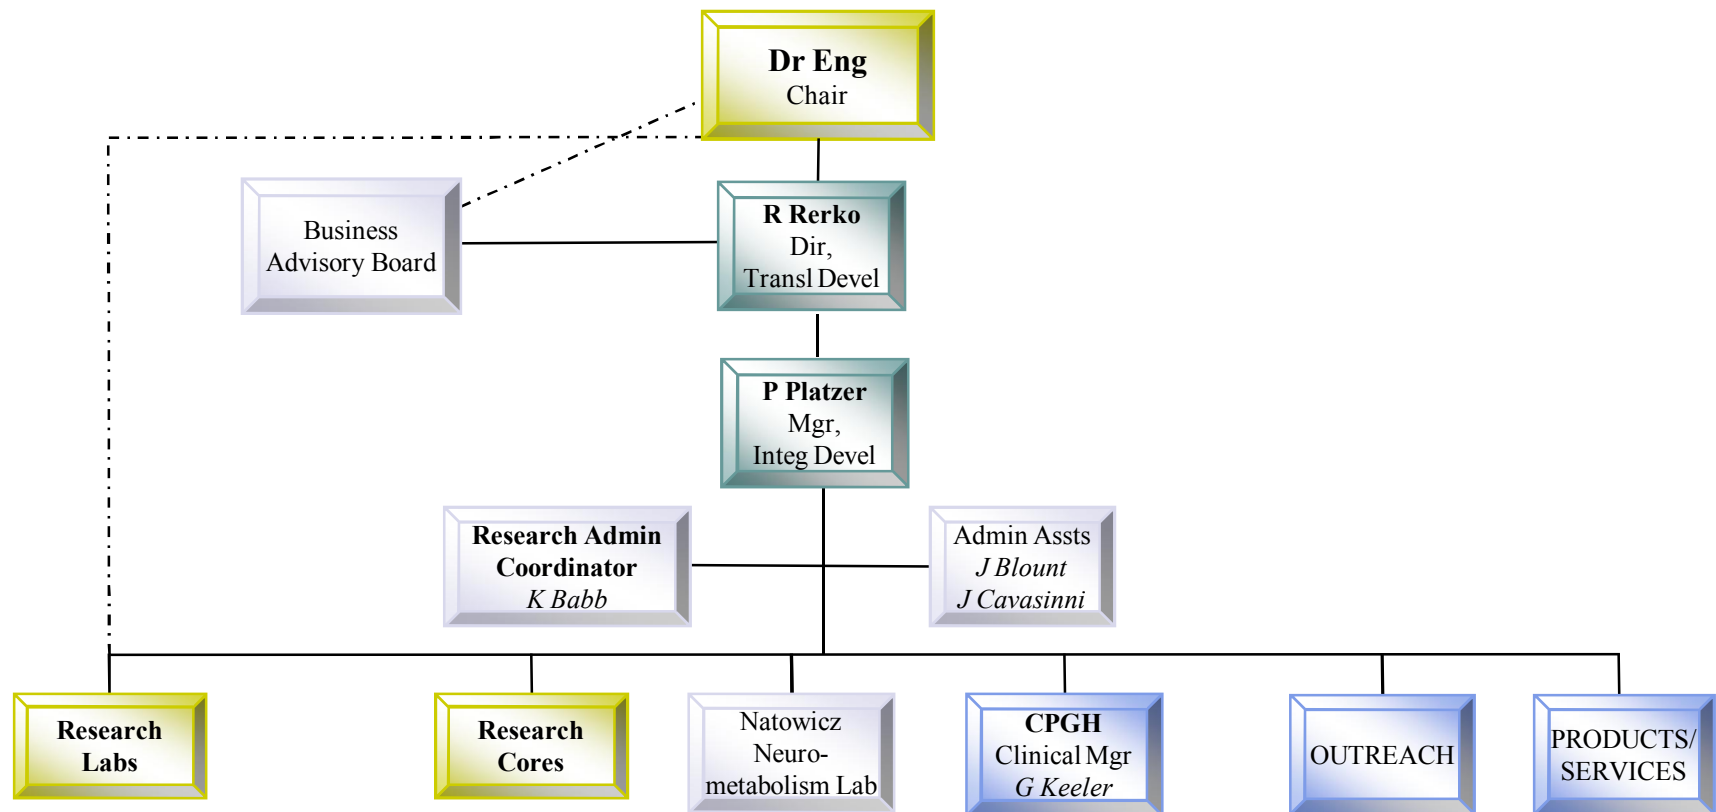 Dr Eng
Chair
Business
Advisory Board
R Rerko
Dir,
Transl Devel
P Platzer
Mgr,
Integ Devel
Research Admin
Coordinator
K Babb
Admin Assts
J Blount
J Cavasinni
Research
Labs
Research
Cores
Natowicz
Neuro-
metabolism Lab
CPGH
Clinical Mgr
G Keeler
OUTREACH
PRODUCTS/
SERVICES